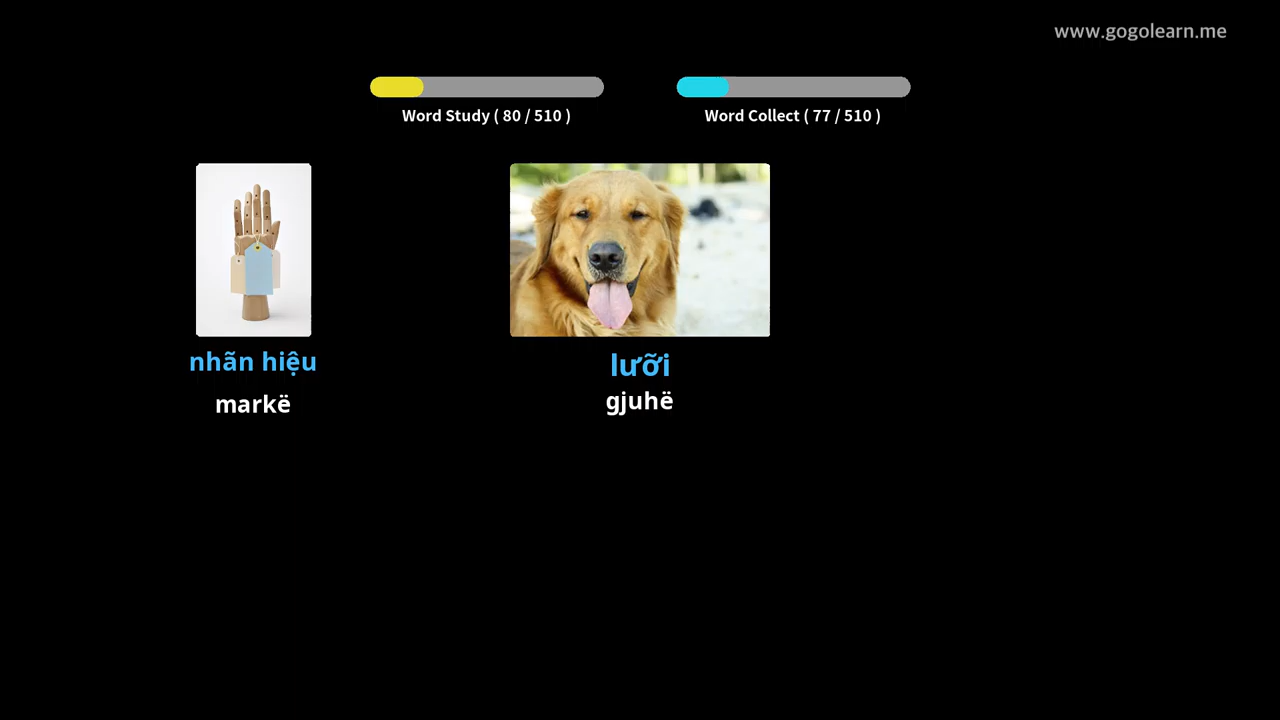 www.gogolearn.me
Word Study ( 80 / 510 )
Word Collect ( 77 / 510 )
nhãn hiệu
markë
lưỡi
gjuhë